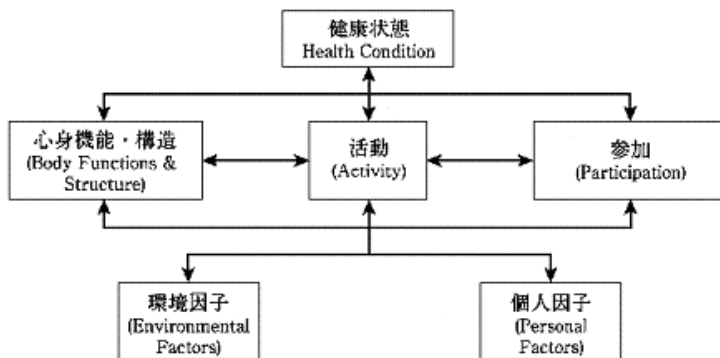 健康状態
Health Condition
心身機能・構造
(Body Functions &
Structure)
活動
(Activity)
参加
(Participation)
環境因子
(Environmental
Factors)
個人因子
(Personal
Factors)